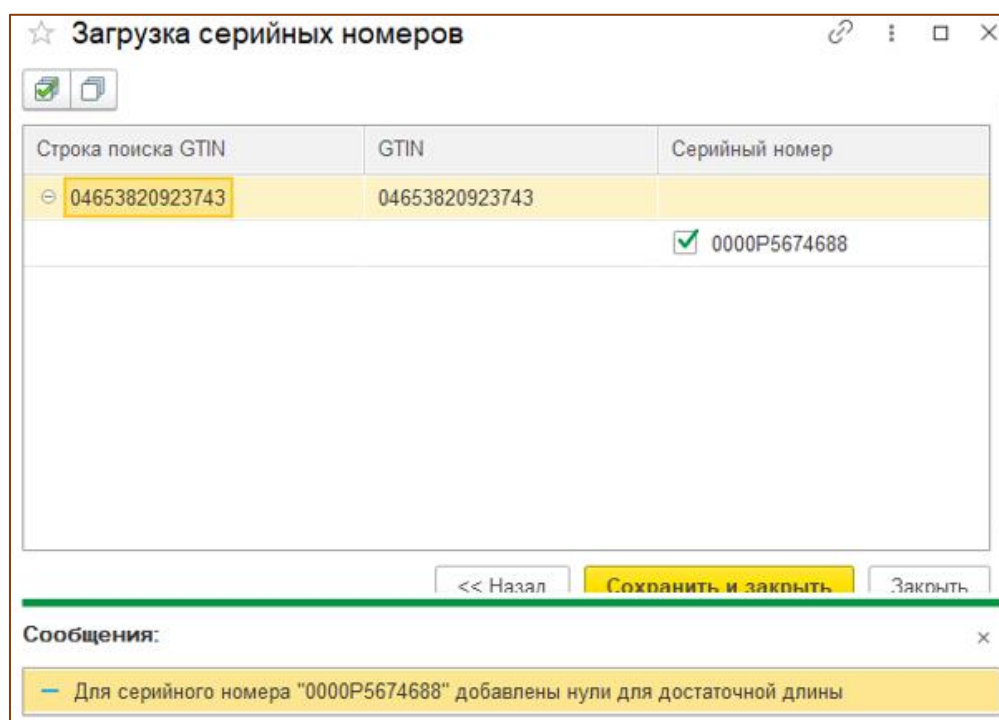 Загрузка серийных номеров
Строка поиска GTIN GTIN Серийный номер
04653820923743 04653820923743
0000P5674688
<< Назад Сохранить и закрыть Закрыть
Сообщения:
Для серийного номера "0000P5674688" добавлены нули для достаточной длины